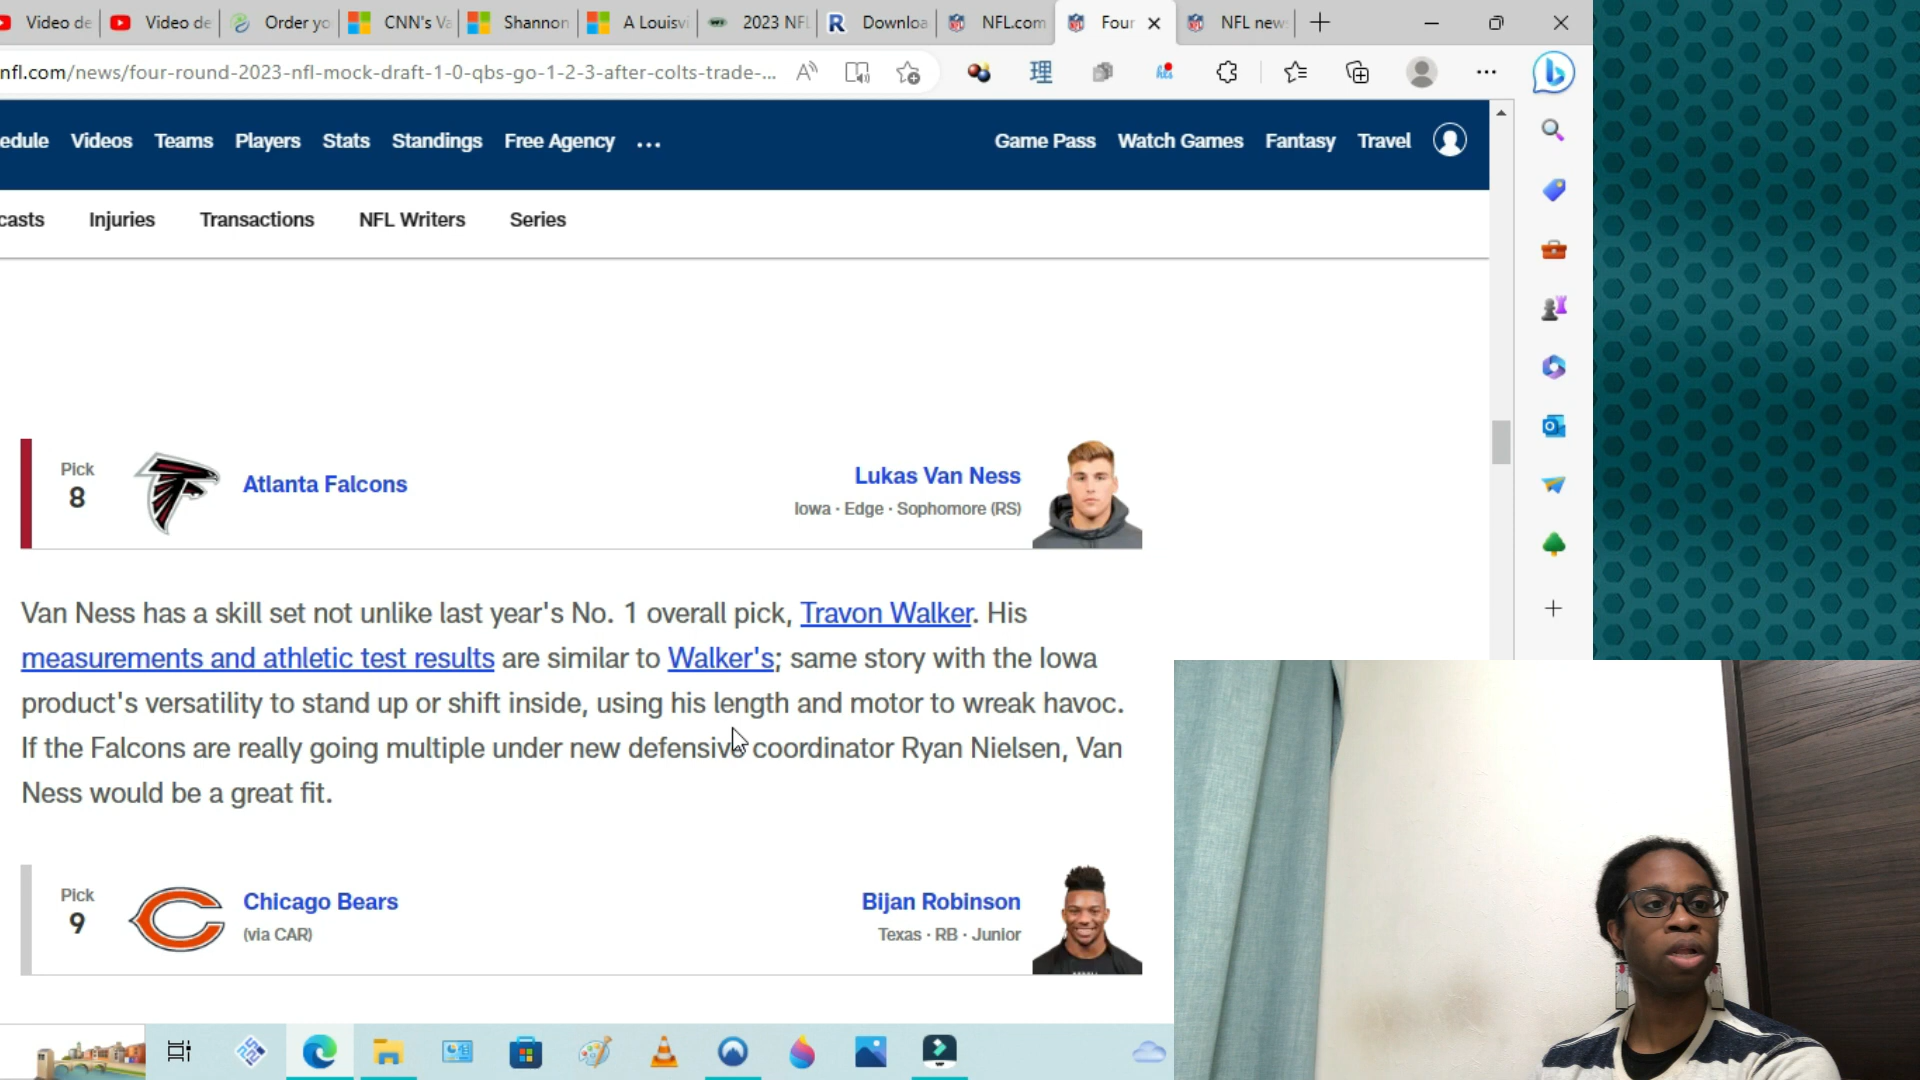 Video de
Video de
Order yo
CNN's Va
Shannon
A Louisvi
2023 NFL
Downloa
NFL.com
Four
NFL new
nfl.com/news/four-round-2023-nfl-mock-draft-1-0-qbs-go-1-2-3-after-colts-trade-...
edule Videos Teams Players Stats Standings Free Agency ... Game Pass Watch Games Fantasy Travel
casts Injuries Transactions NFL Writers Series
Pick
8
Atlanta Falcons
Lukas Van Ness
Iowa · Edge · Sophomore (RS)
Van Ness has a skill set not unlike last year's No. 1 overall pick, Travon Walker. His
measurements and athletic test results are similar to Walker's; same story with the Iowa
product's versatility to stand up or shift inside, using his length and motor to wreak havoc.
If the Falcons are really going multiple under new defensive coordinator Ryan Nielsen, Van
Ness would be a great fit.
Pick
9
Chicago Bears
(via CAR)
Bijan Robinson
Texas · RB · Junior